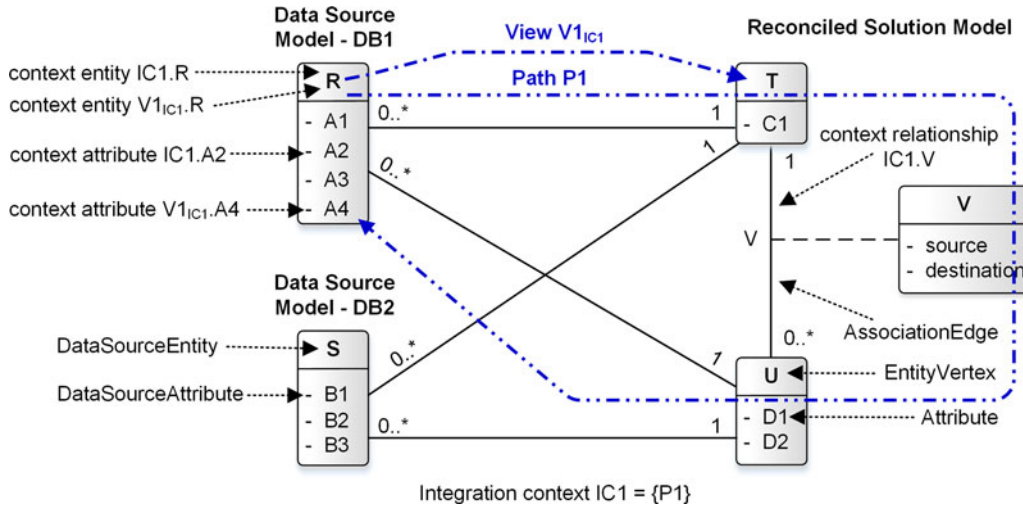 Data Source
Model - DB1
View V1IC1
Reconciled Solution Model
context entity IC1.R
context entity V1IC1.R
R
Path P1
T
- A1
0..*
1
- C1
context relationship
IC1.V
context attribute IC1.A2
- A2
0..*
1
1
- A3
context attribute V1IC1.A4
- A4
V
V
- source
- destination
Data Source
Model - DB2
AssociationEdge
DataSourceEntity
S
0..*
1
0..*
U
EntityVertex
DataSourceAttribute
- B1
- B2
- B3
0..*
1
- D1
- D2
Attribute
Integration context IC1 = {P1}